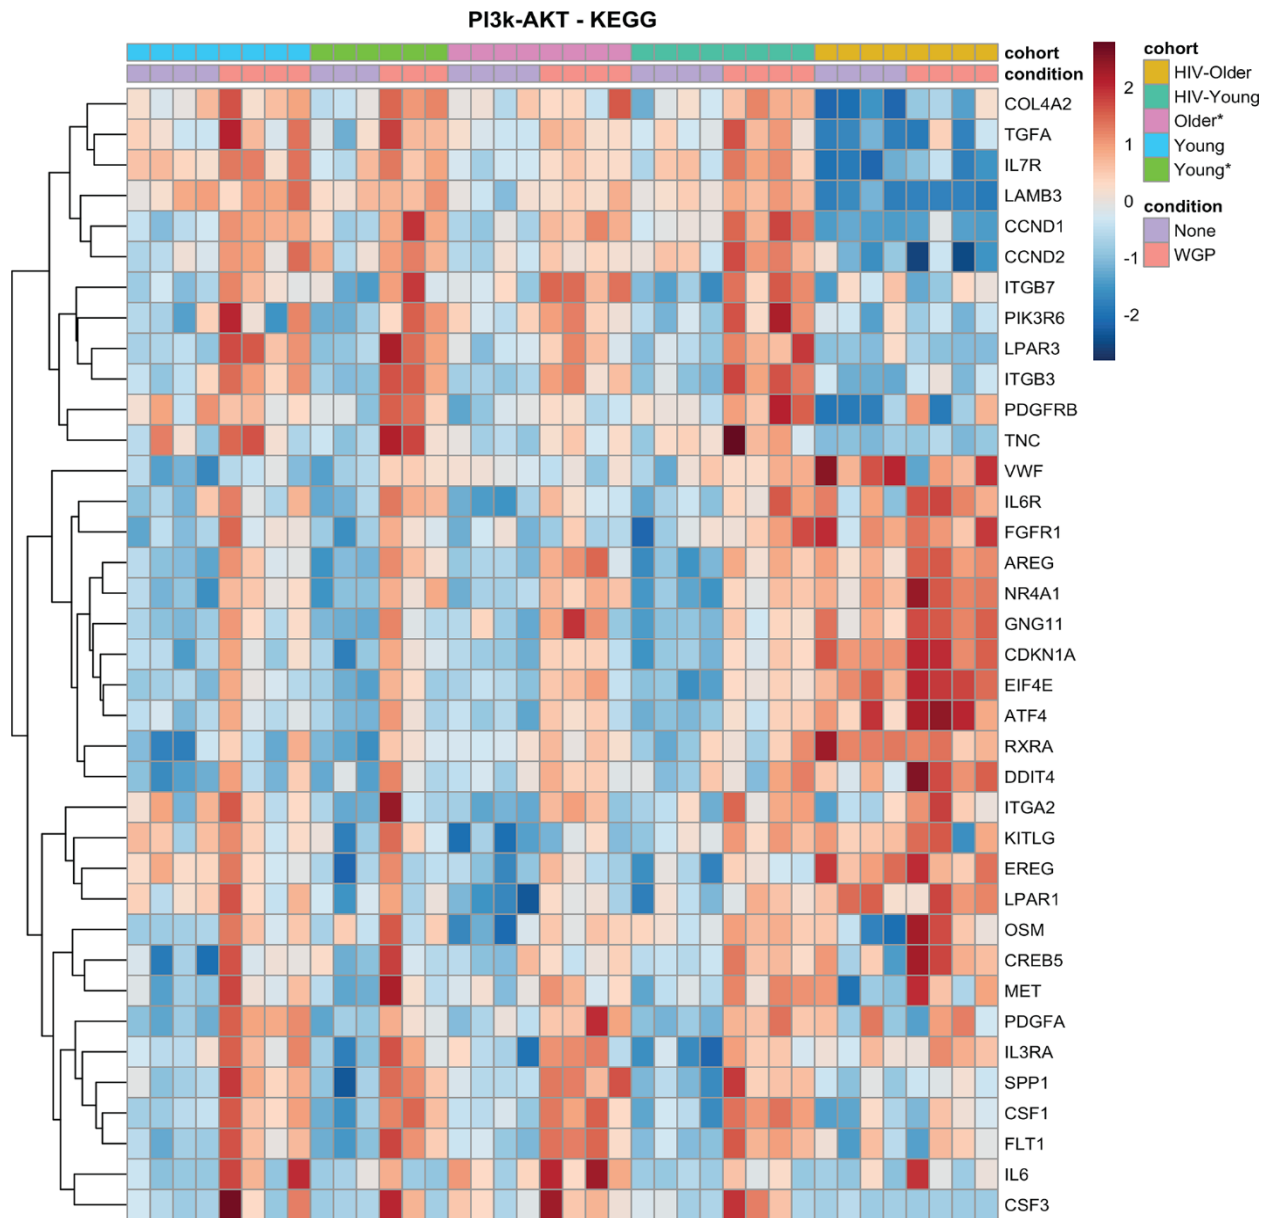 PI3k-AKT - KEGG
cohort
condition
COL4A2
TGFA
IL7R
LAMB3
CCND1
CCND2
ITGB7
PIK3R6
LPAR3
ITGB3
PDGFRB
TNC
VWF
IL6R
FGFR1
AREG
NR4A1
GNG11
CDKN1A
EIF4E
ATF4
RXRA
DDIT4
ITGA2
KITLG
EREG
LPAR1
OSM
CREB5
MET
PDGFA
IL3RA
SPP1
CSF1
FLT1
IL6
CSF3
2
1
0
-1
-2
cohort
HIV-Older
HIV-Young
Older*
Young
Young*
condition
None
WGP